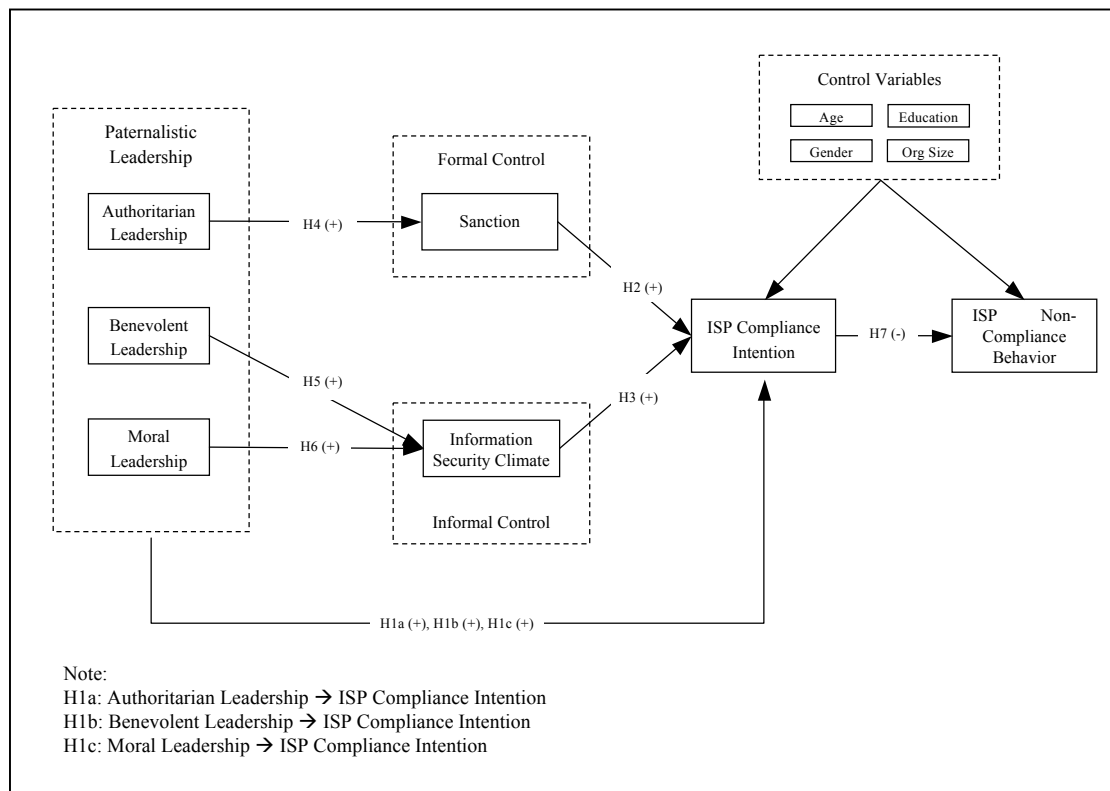 Control Variables
Age
Education
Gender
Org Size
Paternalistic
Leadership
Authoritarian
Leadership
Benevolent
Leadership
Moral
Leadership
H4 (+)
H5 (+)
H6 (+)
Formal Control
Sanction
Information
Security Climate
Informal Control
H2 (+)
H3 (+)
ISP Compliance
Intention
H7 (-)
ISP Non-
Compliance
Behavior
H1a (+), H1b (+), H1c (+)
Note:
H1a: Authoritarian Leadership → ISP Compliance Intention
H1b: Benevolent Leadership → ISP Compliance Intention
H1c: Moral Leadership → ISP Compliance Intention